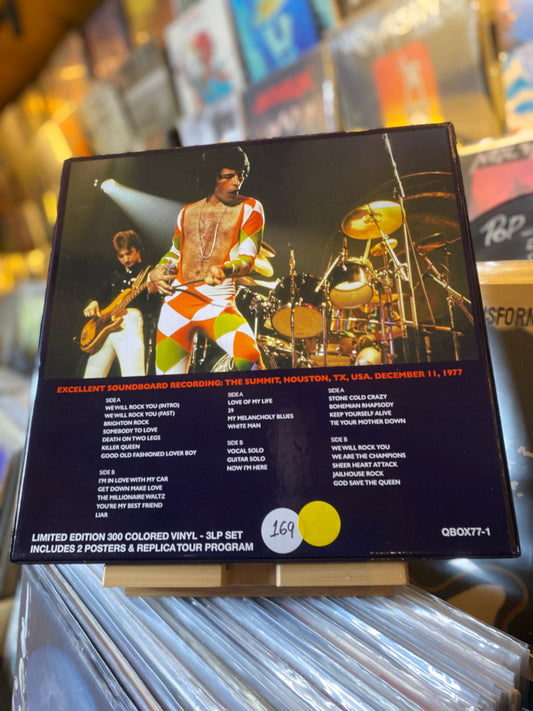 EXCELLENT SOUNDBOARD RECORDING: THE SUMMIT, HOUSTON, TX, USA. DECEMBER 11, 1977
SIDE A
WE WILL ROCK YOU (INTRO)
WE WILL ROCK YOU (FAST)
BRIGHTON ROCK
SOMEBODY TO LOVE
DEATH ON TWO LEGS
KILLER QUEEN
GOOD OLD FASHIONED LOVER BOY
SIDE B
I'M IN LOVE WITH MY CAR
GET DOWN MAKE LOVE
THE MILLIONAIRE WALTZ
YOU'RE MY BEST FRIEND
LIAR
SIDE A
LOVE OF MY LIFE
39
MY MELANCHOLY BLUES
WHITE MAN
SIDE B
VOCAL SOLO
GUITAR SOLO
NOW I'M HERE
SIDE A
STONE COLD CRAZY
BOHEMIAN RHAPSODY
KEEP YOURSELF ALIVE
TIE YOUR MOTHER DOWN
SIDE B
WE WILL ROCK YOU
WE ARE THE CHAMPIONS
SHEER HEART ATTACK
JAILHOUSE ROCK
GOD SAVE THE QUEEN
LIMITED EDITION 300 COLORED VINYL - 3LP SET
INCLUDES 2 POSTERS & REPLICA TOUR PROGRAM
169
QBOX77-1
POP